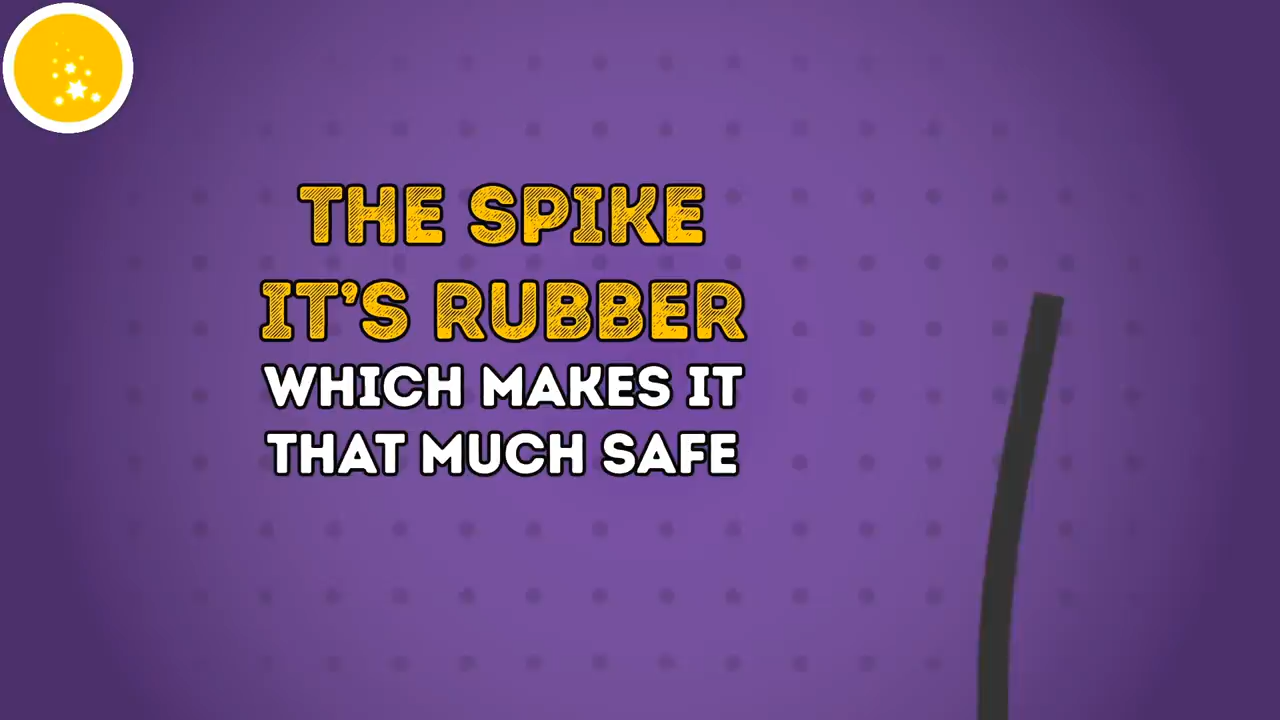 THE SPIKE
IT'S RUBBER
WHICH MAKES IT
THAT MUCH SAFE